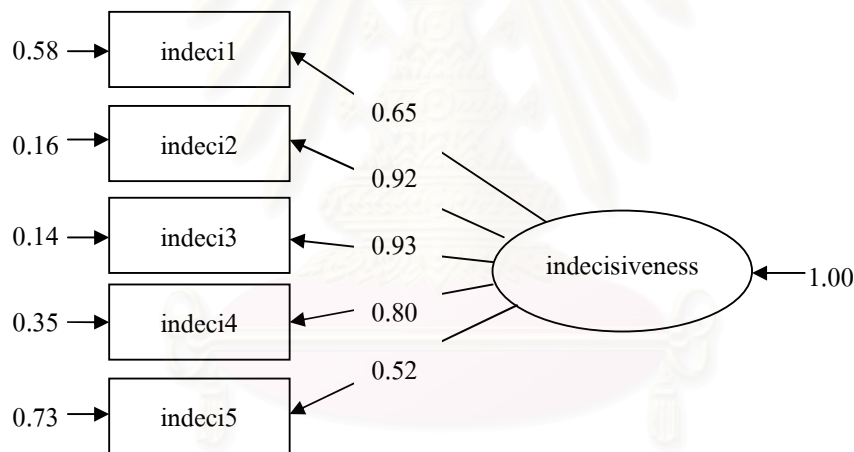 0.58 indeci1
0.65
0.16 indeci2
0.92
0.14 indeci3
0.93
indecisiveness
1.00
0.35 indeci4
0.80
0.52
0.73 indeci5